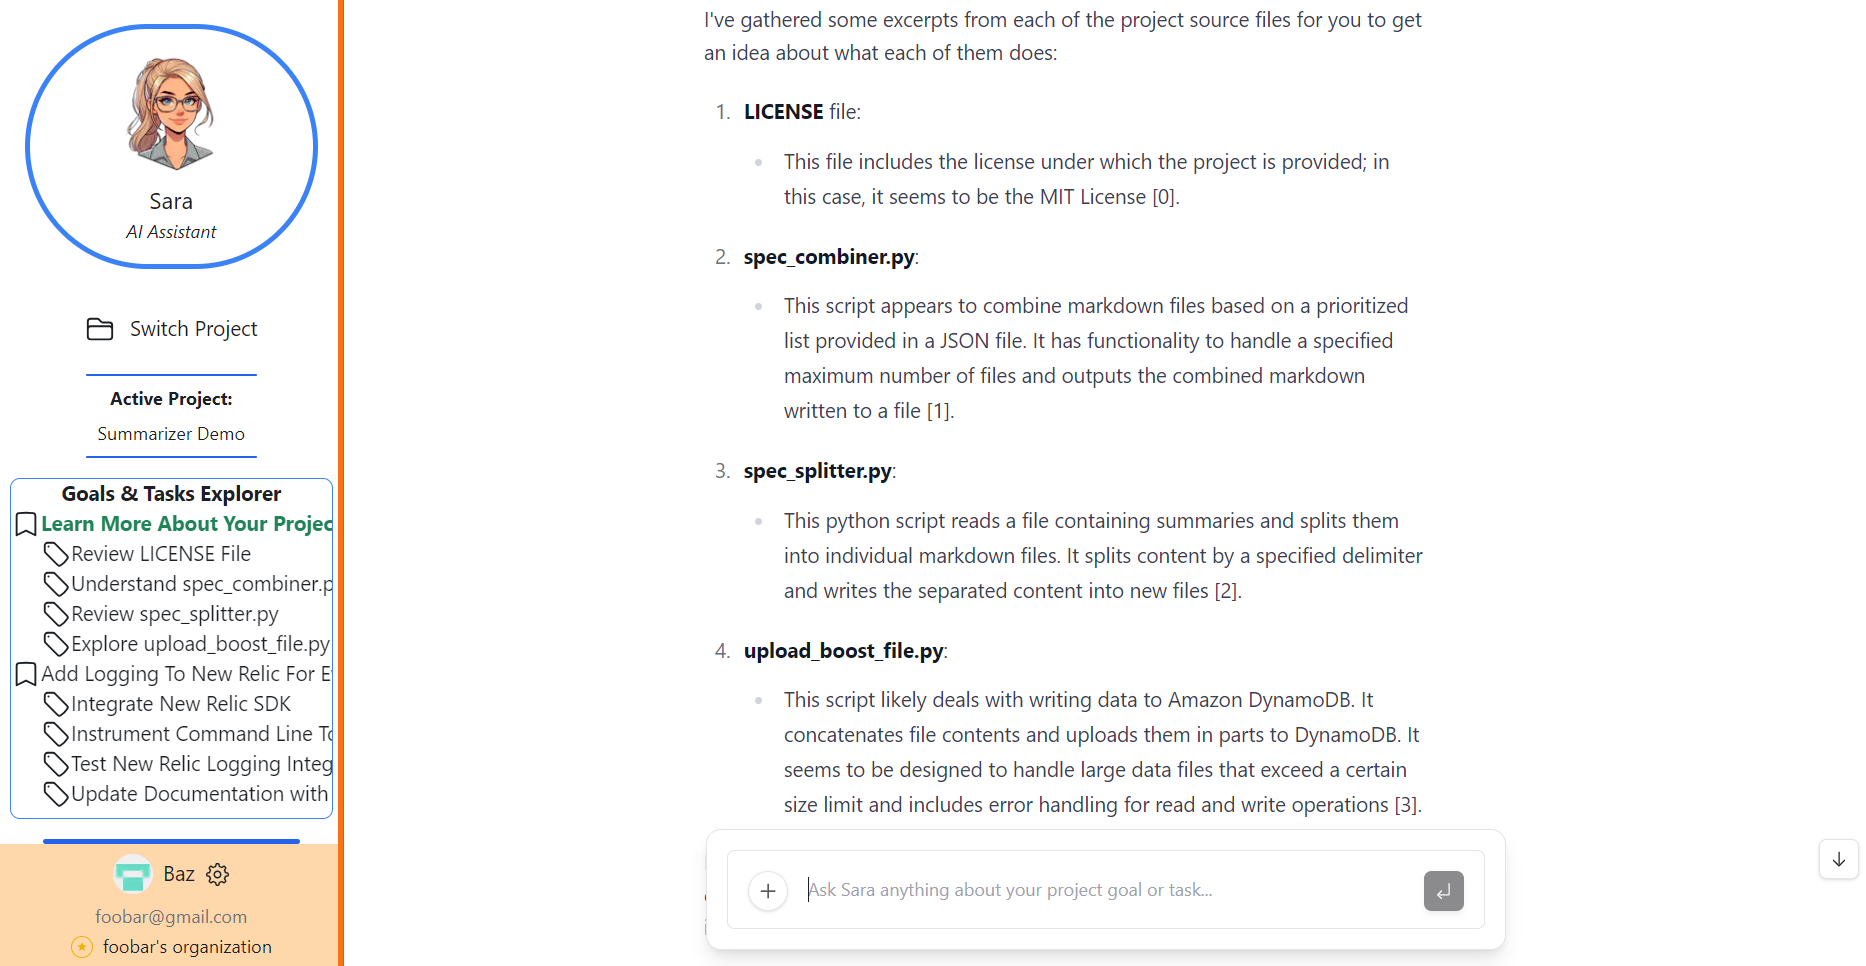 Sara
AI Assistant
Switch Project
Active Project:
Summarizer Demo
Goals & Tasks Explorer
Learn More About Your Projec
Review LICENSE File
Understand spec_combiner.p
Review spec_splitter.py
Explore upload_boost_file.py
Add Logging To New Relic For E
Integrate New Relic SDK
Instrument Command Line To
Test New Relic Logging Integ
Update Documentation with
Baz
foobar@gmail.com
foobar's organization
I've gathered some excerpts from each of the project source files for you to get
an idea about what each of them does:
1. LICENSE file:
This file includes the license under which the project is provided; in
this case, it seems to be the MIT License [0].
2. spec_combiner.py:
This script appears to combine markdown files based on a prioritized
list provided in a JSON file. It has functionality to handle a specified
maximum number of files and outputs the combined markdown
written to a file [1].
3. spec_splitter.py:
This python script reads a file containing summaries and splits them
into individual markdown files. It splits content by a specified delimiter
and writes the separated content into new files [2].
4. upload_boost_file.py:
This script likely deals with writing data to Amazon DynamoDB. It
concatenates file contents and uploads them in parts to DynamoDB. It
seems to be designed to handle large data files that exceed a certain
size limit and includes error handling for read and write operations [3].
Ask Sara anything about your project goal or task...